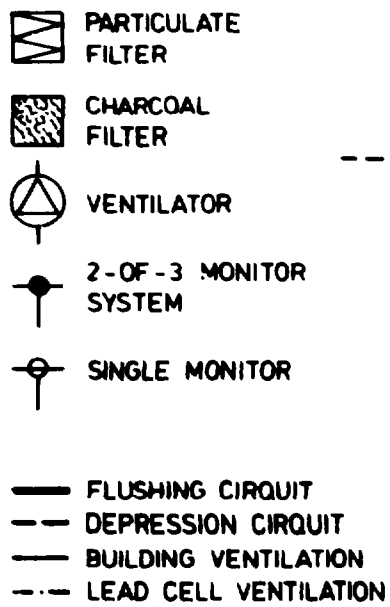 PARTICULATE
FILTER
CHARCOAL
FILTER
VENTILATOR
2-OF-3 MONITOR
SYSTEM
SINGLE MONITOR
FLUSHING CIRQUIT
DEPRESSION CIRQUIT
BUILDING VENTILATION
LEAD CELL VENTILATION